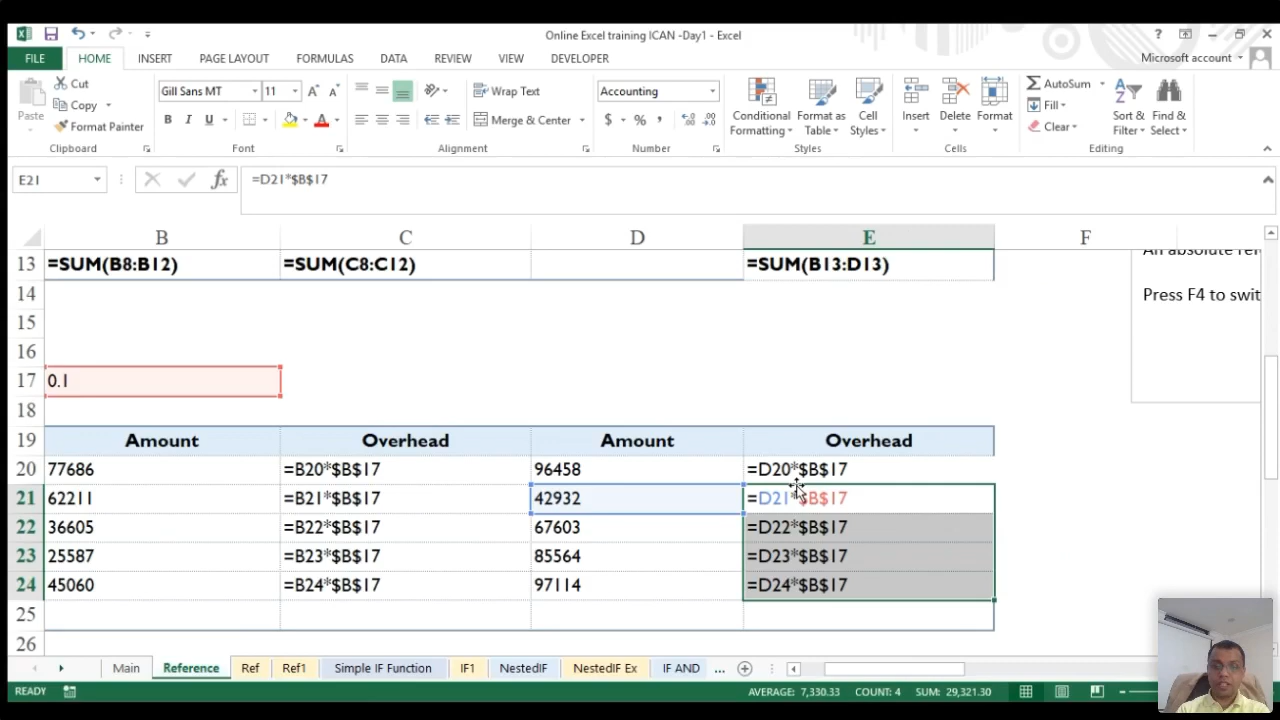 Online Excel training ICAN -Day1 - Excel
?
FILE HOME INSERT PAGE LAYOUT FORMULAS DATA REVIEW VIEW DEVELOPER Microsoft account
Paste Cut Copy Format Painter
Clipboard
Gill Sans MT 11
B I U
Font
Wrap Text
Merge & Center
Alignment
Accounting
$ % ,
Number
Conditional Formatting Format as Table Cell Styles
Styles
Insert Delete Format
Cells
AutoSum Fill Clear
Sort & Filter Find & Select
Editing
E21 fx =D21*$B$17
B C D E F
13 =SUM(B8:B12) =SUM(C8:C12) =SUM(B13:D13)
14 Press F4 to swit
15
16
17 0.1
18
19 Amount Overhead Amount Overhead
20 77686 =B20*$B$17 96458 =D20*$B$17
21 62211 =B21*$B$17 42932 =D21*$B$17
22 36605 =B22*$B$17 67603 =D22*$B$17
23 25587 =B23*$B$17 85564 =D23*$B$17
24 45060 =B24*$B$17 97114 =D24*$B$17
25
26
Main Reference Ref Ref1 Simple IF Function IF1 NestedIF NestedIF Ex IF AND ...
READY AVERAGE: 7,330.33 COUNT: 4 SUM: 29,321.30